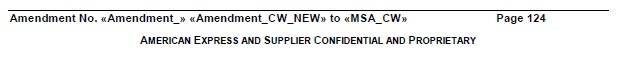 Amendment No. «Amendment_» «Amendment_CW_NEW» to «MSA_CW» Page 124
AMERICAN EXPRESS AND SUPPLIER CONFIDENTIAL AND PROPRIETARY